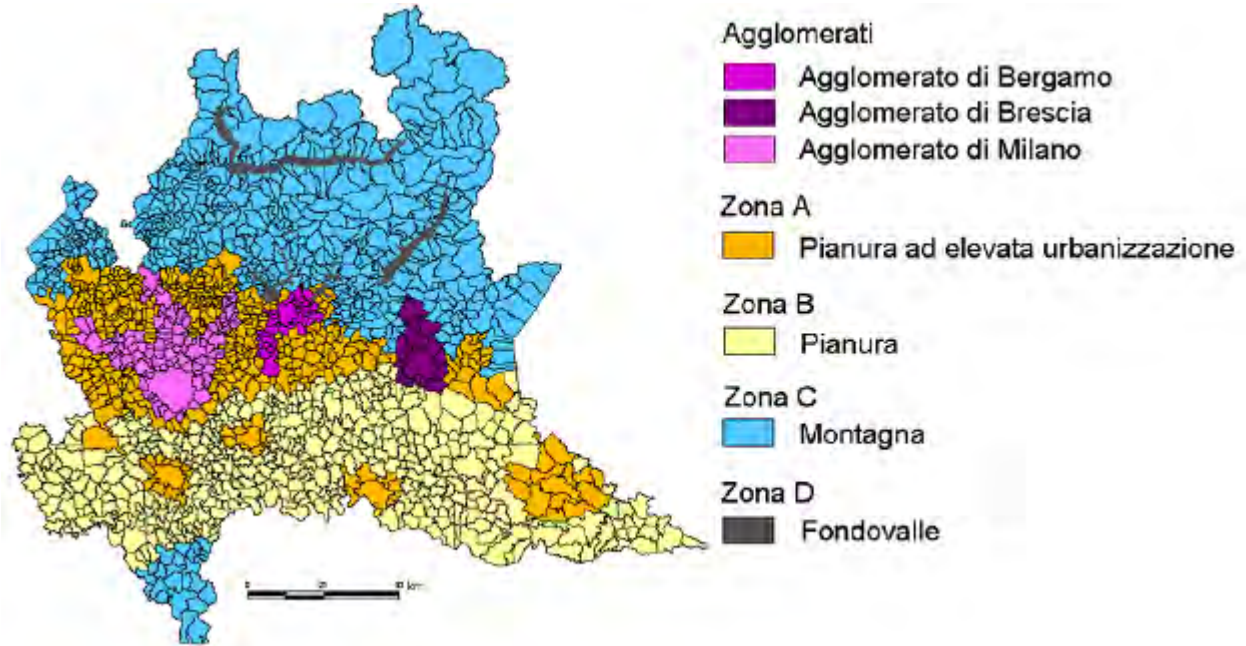 Agglomerati
Agglomerato di Bergamo
Agglomerato di Brescia
Agglomerato di Milano
Zona A
Pianura ad elevata urbanizzazione
Zona B
Pianura
Zona C
Montagna
Zona D
Fondovalle
km